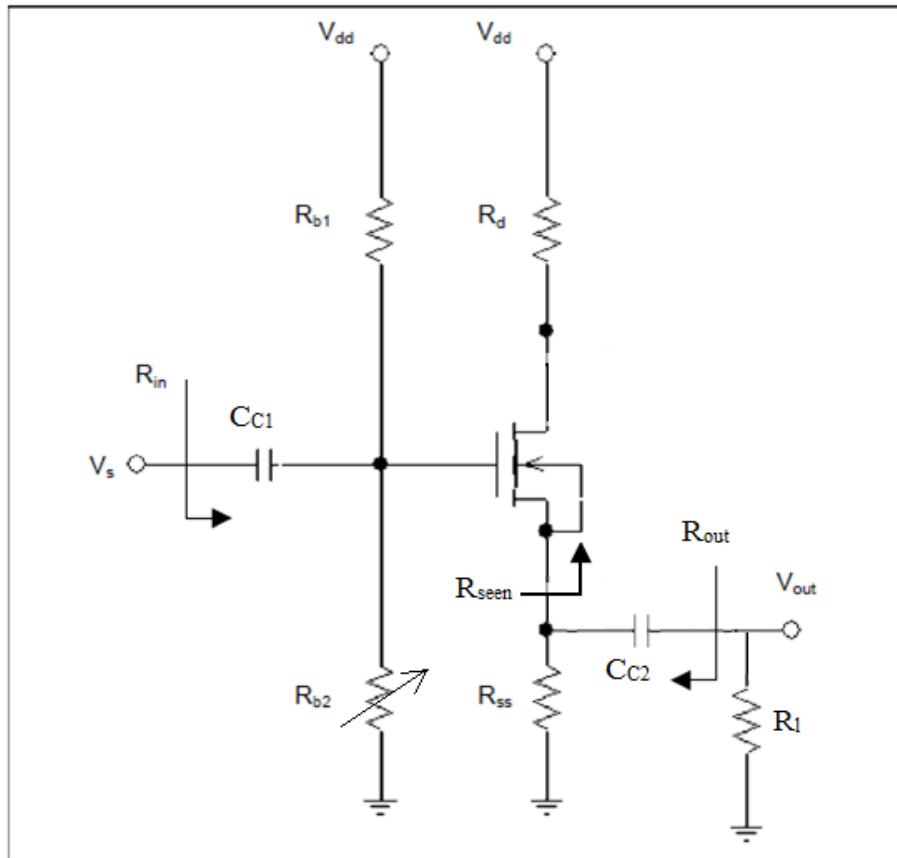 Vdd
Vdd
Rb1
Rd
Rin
CC1
Vs
Rout
Rseen
Vout
CC2
Rb2
Rss
Rl